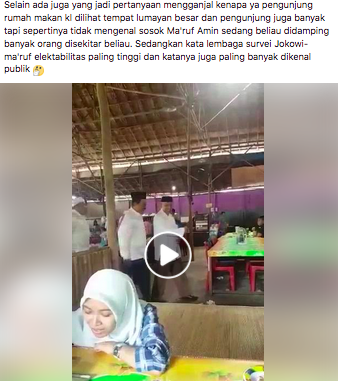 Selain ada juga yang jadi pertanyaan mengganjal kenapa ya pengunjung
rumah makan kl dilihat tempat lumayan besar dan pengunjung juga banyak
tapi sepertinya tidak mengenal sosok Ma'ruf Amin sedang beliau didamping
banyak orang disekitar beliau. Sedangkan kata lembaga survei Jokowi-
ma'ruf elektabilitas paling tinggi dan katanya juga paling banyak dikenal
publik 🤔